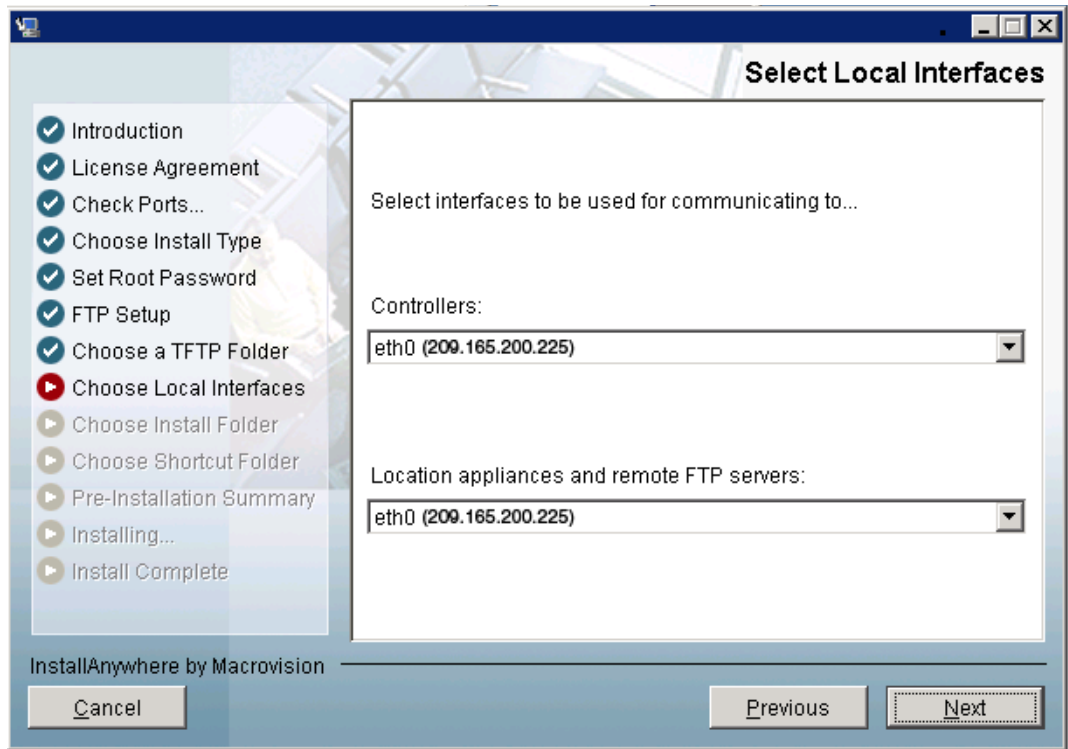 Select Local Interfaces
Introduction
License Agreement
Check Ports...
Choose Install Type
Set Root Password
FTP Setup
Choose a TFTP Folder
Choose Local Interfaces
Choose Install Folder
Choose Shortcut Folder
Pre-Installation Summary
Installing...
Install Complete
Select interfaces to be used for communicating to...
Controllers:
eth0 (209.165.200.225)
Location appliances and remote FTP servers:
eth0 (209.165.200.225)
InstallAnywhere by Macrovision
Cancel
Previous
Next